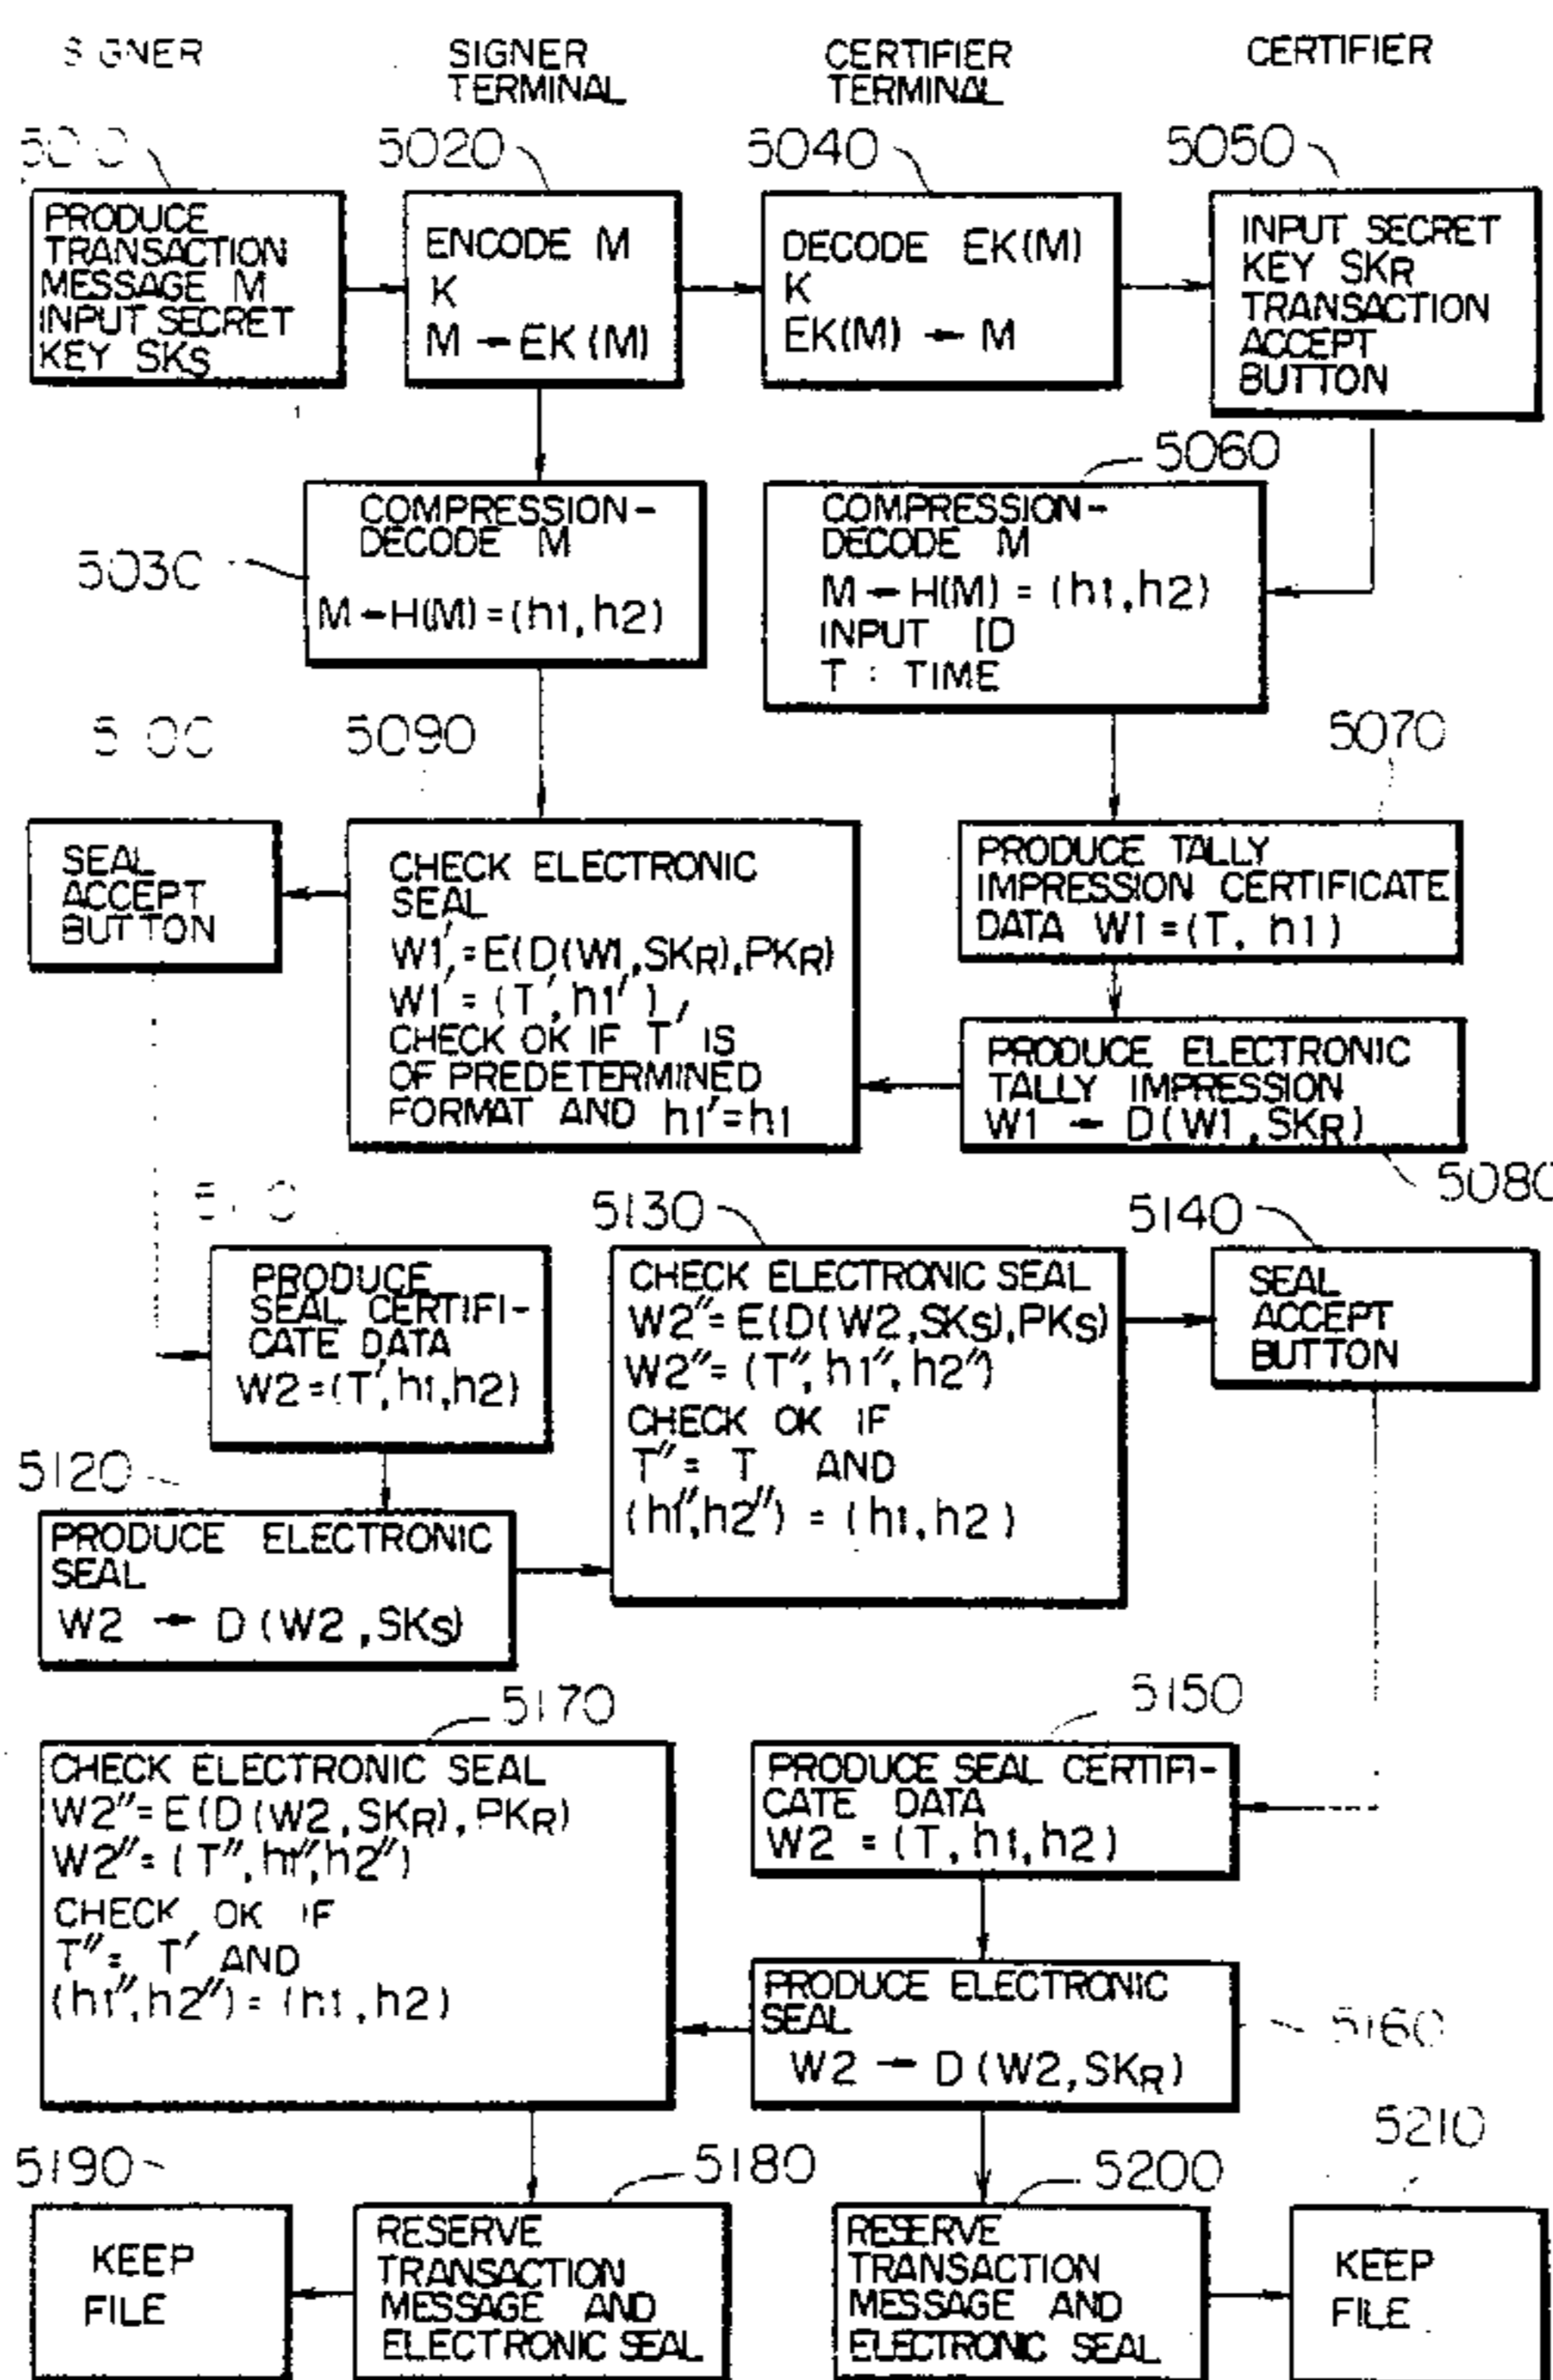 SIGNER
SIGNER
TERMINAL
CERTIFIER
TERMINAL
CERTIFIER
5020
5040
5050
PRODUCE
TRANSACTION
MESSAGE M
INPUT SECRET
KEY SKS
ENCODE M
K
M → EK (M)
DECODE EK(M)
K
EK(M) → M
INPUT SECRET
KEY SKR
TRANSACTION
ACCEPT
BUTTON
5030
COMPRESSION-
DECODE M
M → H(M) = (h1, h2)
5060
COMPRESSION-
DECODE M
M → H(M) = (h1, h2)
INPUT ID
T : TIME
5100
5090
5070
SEAL
ACCEPT
BUTTON
CHECK ELECTRONIC
SEAL
W1' = E(D(W1, SKR), PKR)
W1' = (T', h1')
CHECK OK IF T' IS
OF PREDETERMINED
FORMAT AND h1' = h1
PRODUCE TALLY
IMPRESSION CERTIFICATE
DATA W1 = (T, h1)
PRODUCE ELECTRONIC
TALLY IMPRESSION
W1 → D(W1, SKR)
5080
5130
5140
PRODUCE
SEAL CERTIFI-
CATE DATA
W2 = (T', h1, h2)
CHECK ELECTRONIC SEAL
W2" = E(D(W2, SKS), PKS)
W2" = (T", h1", h2")
CHECK OK IF
T" = T AND
(h1", h2") = (h1, h2)
SEAL
ACCEPT
BUTTON
5120
PRODUCE ELECTRONIC
SEAL
W2 → D (W2, SKS)
5170
5150
CHECK ELECTRONIC SEAL
W2" = E(D(W2, SKR), PKR)
W2" = (T", h1", h2")
CHECK OK IF
T" = T' AND
(h1", h2") = (h1, h2)
PRODUCE SEAL CERTIFI-
CATE DATA
W2 = (T, h1, h2)
PRODUCE ELECTRONIC
SEAL
W2 → D (W2, SKR)
5160
5190
5180
5200
5210
KEEP
FILE
RESERVE
TRANSACTION
MESSAGE AND
ELECTRONIC SEAL
RESERVE
TRANSACTION
MESSAGE AND
ELECTRONIC SEAL
KEEP
FILE